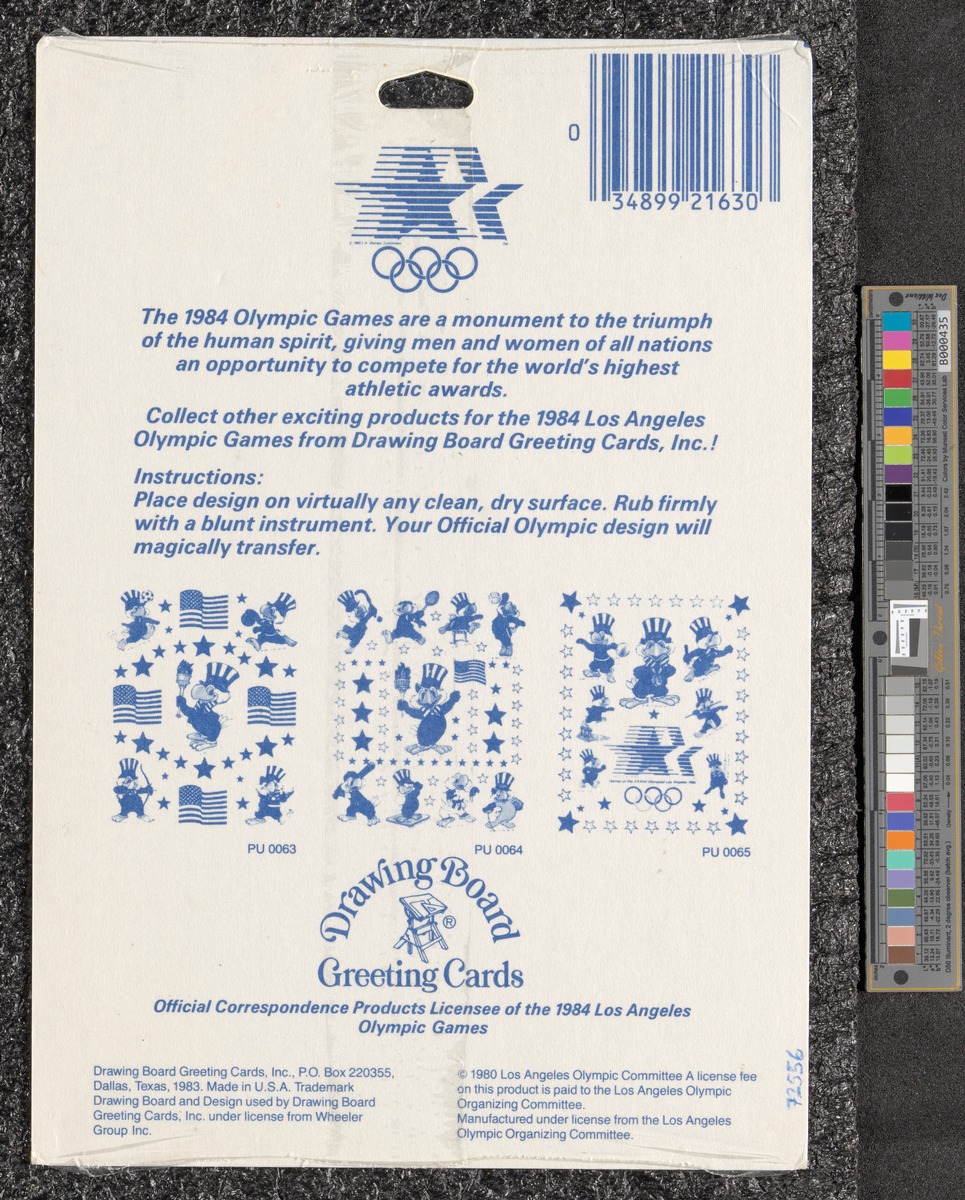 0
34899 21630
The 1984 Olympic Games are a monument to the triumph
of the human spirit, giving men and women of all nations
an opportunity to compete for the world's highest
athletic awards.
Collect other exciting products for the 1984 Los Angeles
Olympic Games from Drawing Board Greeting Cards, Inc.!
Instructions:
Place design on virtually any clean, dry surface. Rub firmly
with a blunt instrument. Your Official Olympic design will
magically transfer.
PU 0063
PU 0064
PU 0065
Drawing Board
®
Greeting Cards
Official Correspondence Products Licensee of the 1984 Los Angeles
Olympic Games
Drawing Board Greeting Cards, Inc., P.O. Box 220355,
Dallas, Texas, 1983. Made in U.S.A. Trademark
Drawing Board and Design used by Drawing Board
Greeting Cards, Inc. under license from Wheeler
Group Inc.
© 1980 Los Angeles Olympic Committee A license fee
on this product is paid to the Los Angeles Olympic
Organizing Committee.
Manufactured under license from the Los Angeles
Olympic Organizing Committee.
72556
B000435
Colors by Munsell Color Services Lab
Golden Thread